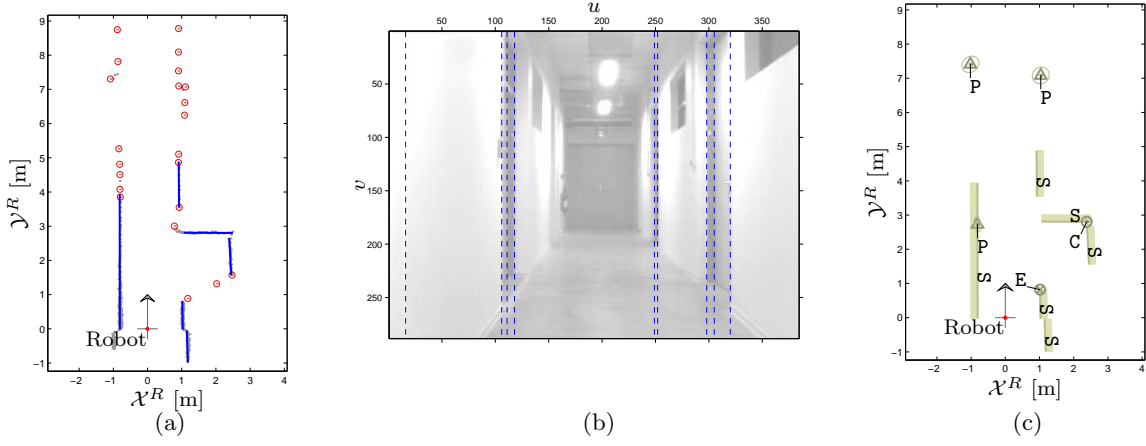 9
8
7
6
5
4
3
2
1
0
−1
−2 −1 0 1 2 3 4
𝒴^R [m]
Robot
𝒳^R [m]
(a)
u
50 100 150 200 250 300 350
50
100
150
200
250
v
(b)
9
8
7
6
5
4
3
2
1
0
−1
−2 −1 0 1 2 3 4
𝒴^R [m]
P
P
S
S
C
P
S
S
E
S
S
Robot
𝒳^R [m]
(c)